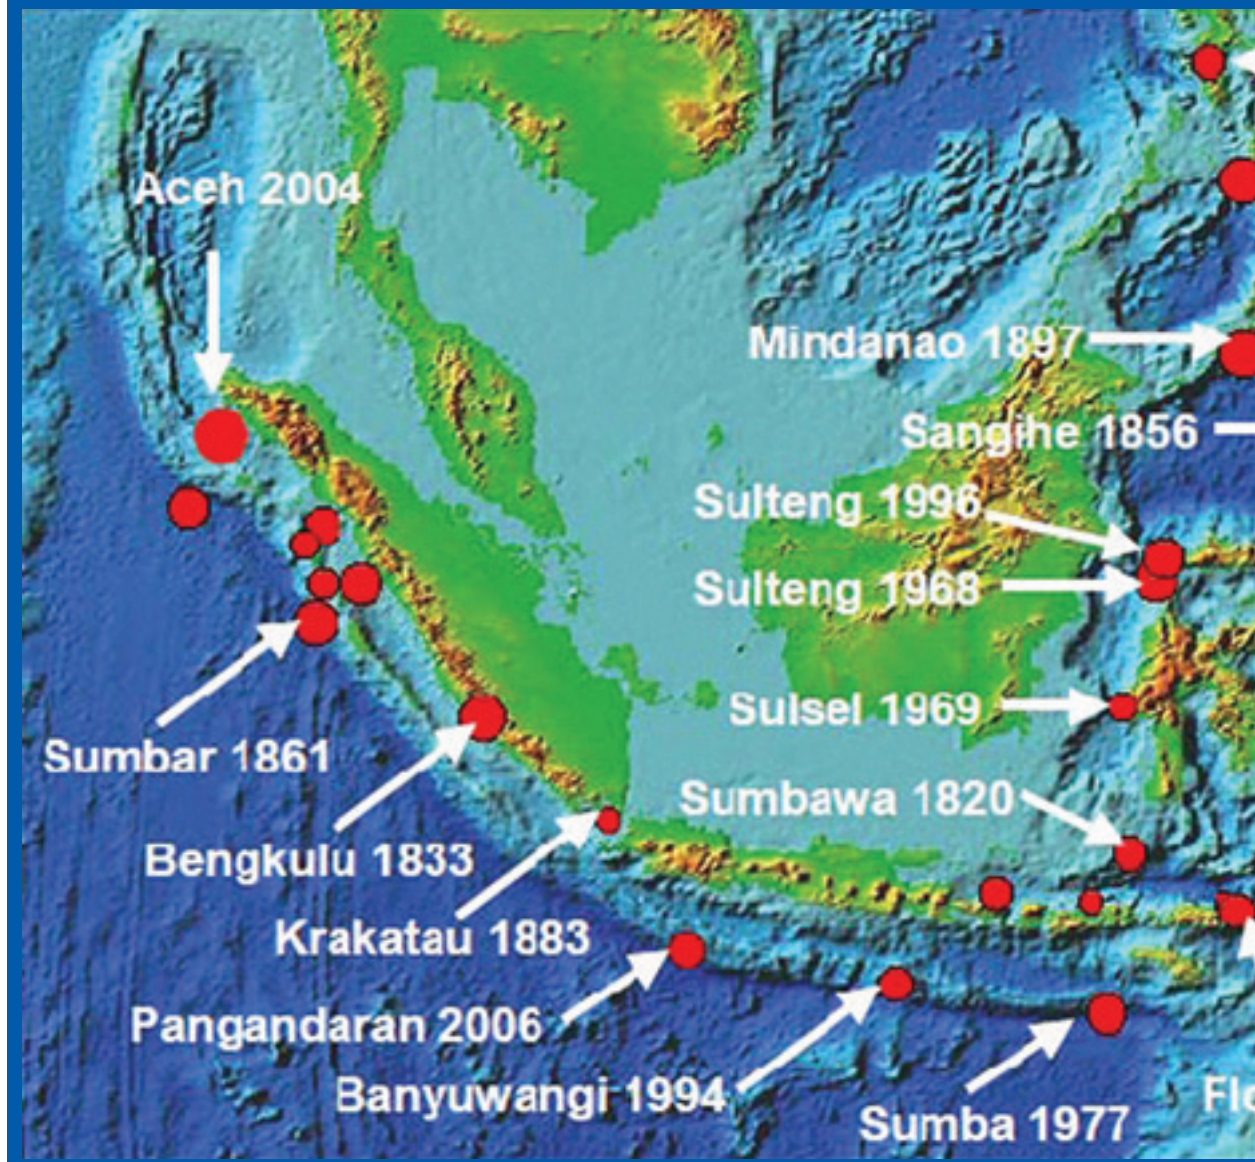 Aceh 2004
Mindanao 1897
Sangihe 1856
Sulteng 1996
Sulteng 1968
Sulsel 1969
Sumbar 1861
Sumbawa 1820
Bengkulu 1833
Krakatau 1883
Pangandaran 2006
Banyuwangi 1994
Sumba 1977